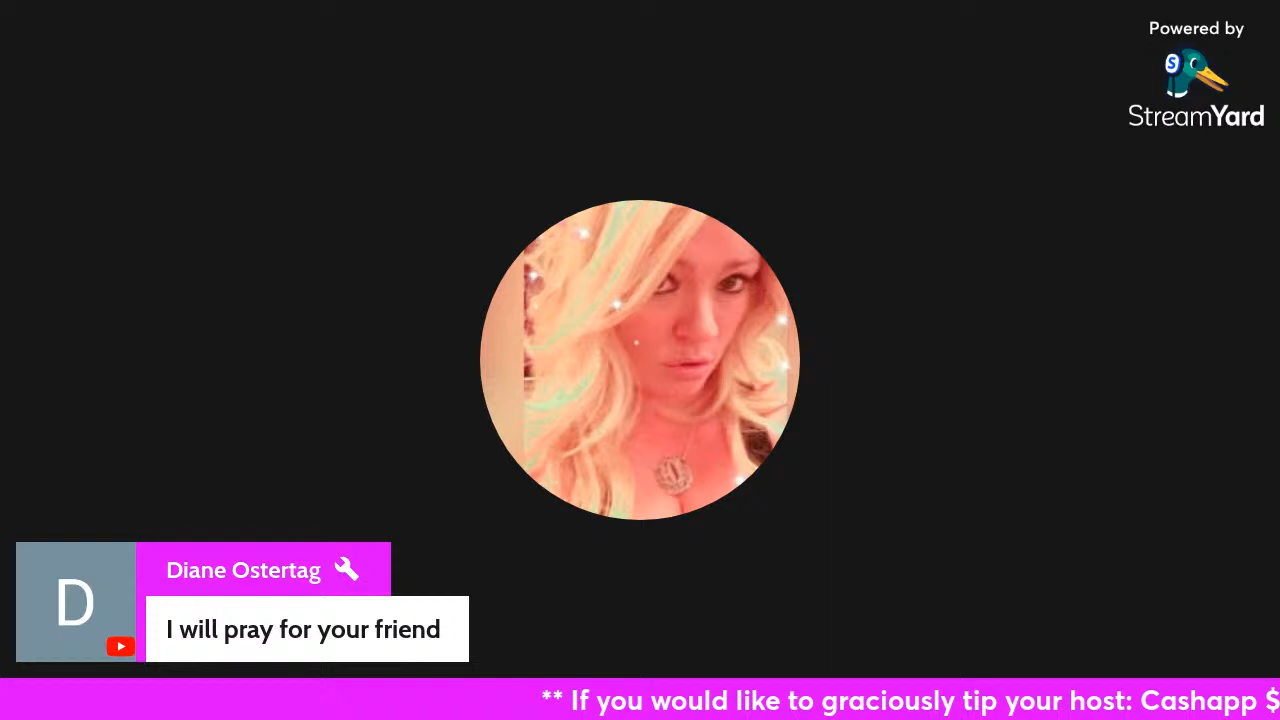 Powered by
StreamYard
D
Diane Ostertag
I will pray for your friend
** If you would like to graciously tip your host: Cashapp $